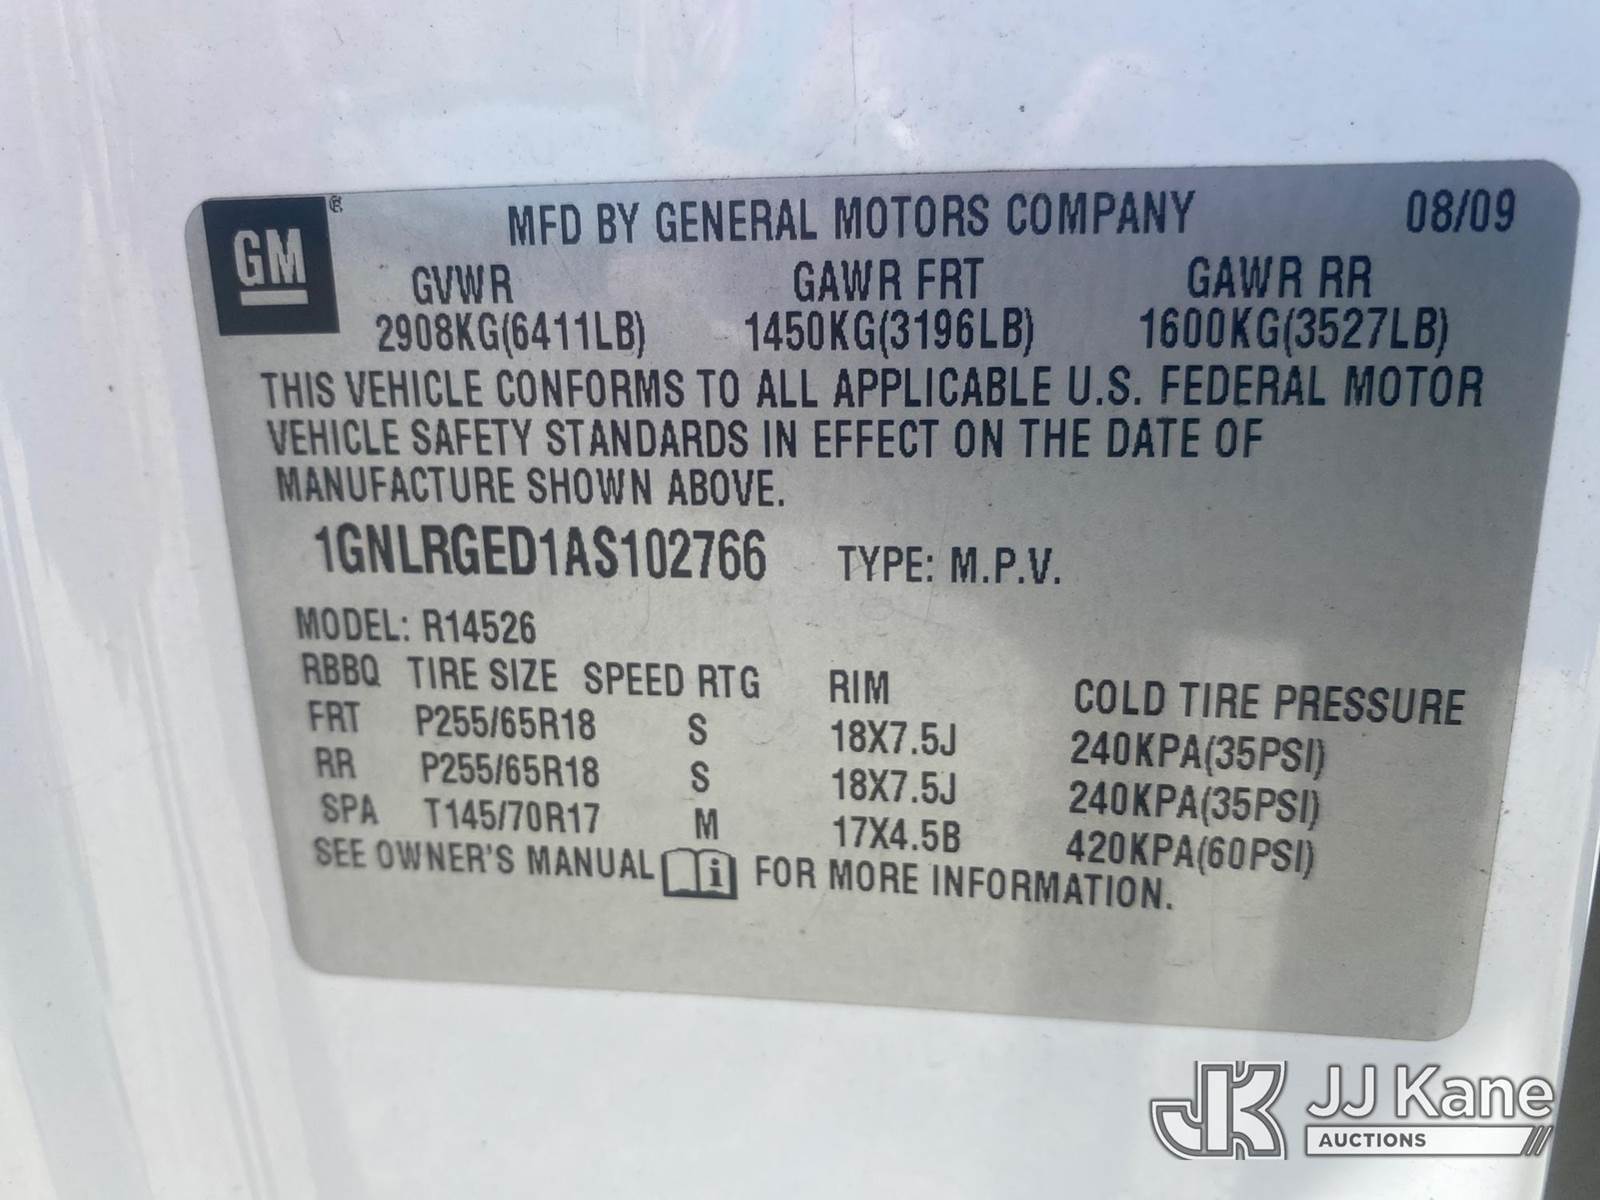 GM
MFD BY GENERAL MOTORS COMPANY 08/09
GVWR GAWR FRT GAWR RR
2908KG(6411LB) 1450KG(3196LB) 1600KG(3527LB)
THIS VEHICLE CONFORMS TO ALL APPLICABLE U.S. FEDERAL MOTOR
VEHICLE SAFETY STANDARDS IN EFFECT ON THE DATE OF
MANUFACTURE SHOWN ABOVE.
1GNLRGED1AS102766 TYPE: M.P.V.
MODEL: R14526
RBBQ TIRE SIZE SPEED RTG RIM COLD TIRE PRESSURE
FRT P255/65R18 S 18X7.5J 240KPA(35PSI)
RR P255/65R18 S 18X7.5J 240KPA(35PSI)
SPA T145/70R17 M 17X4.5B 420KPA(60PSI)
SEE OWNER'S MANUAL i FOR MORE INFORMATION.
JK JJ Kane
AUCTIONS